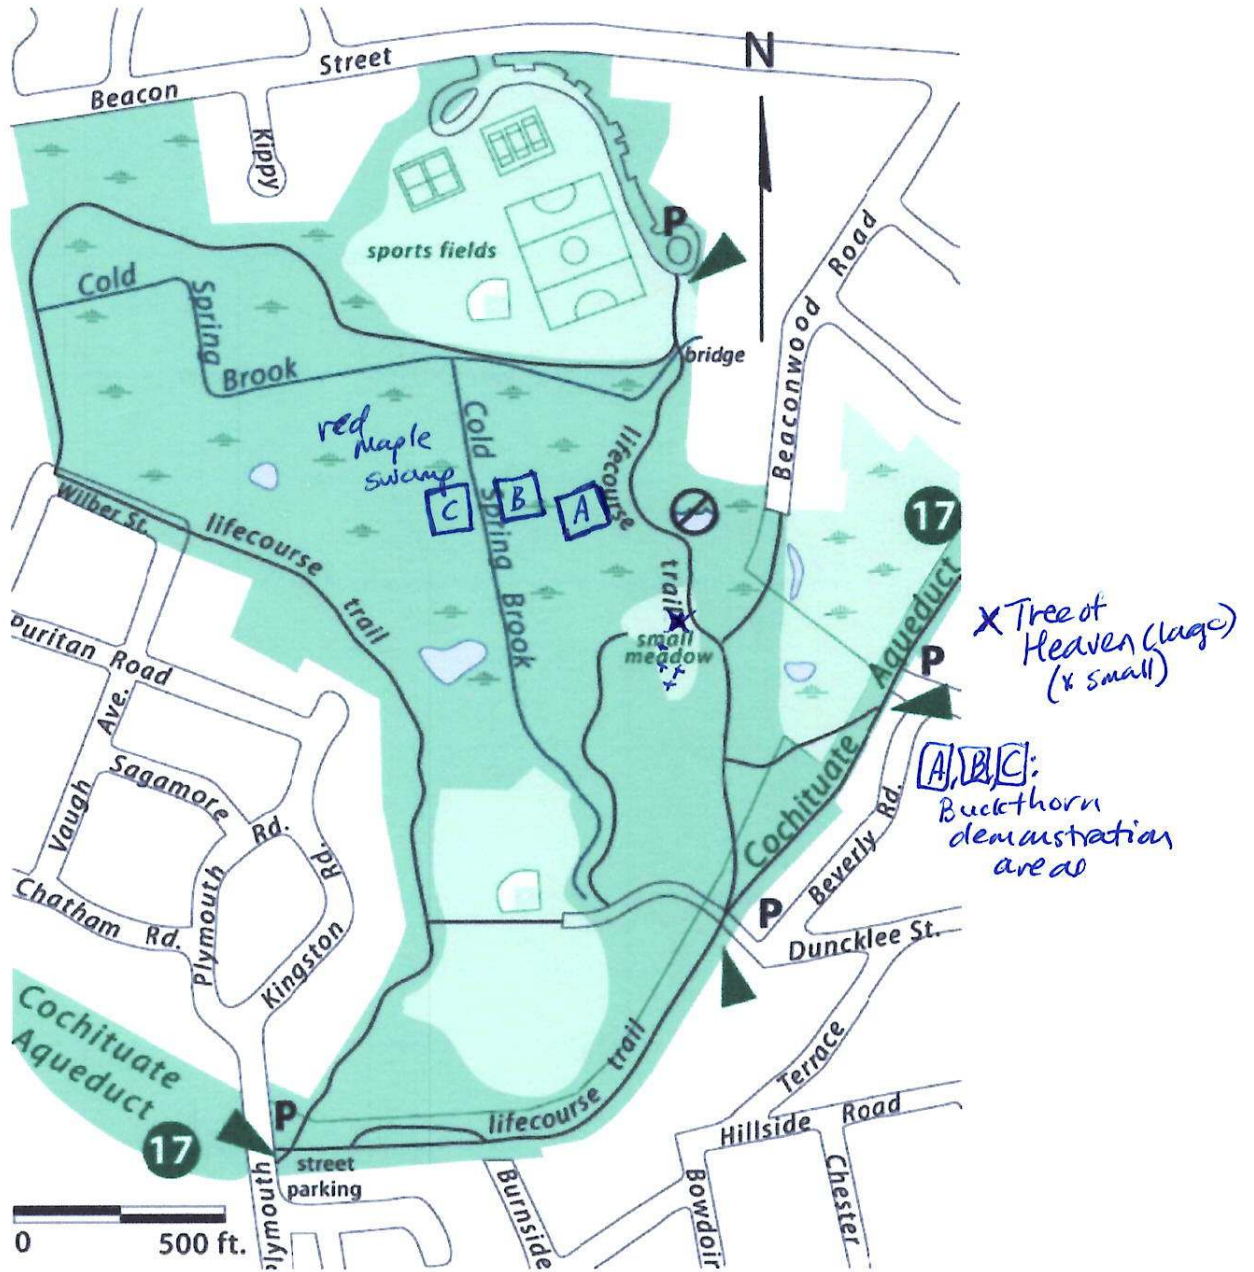 N
Street
Beacon
Kippy
P
sports fields
Road
Beaconwood
Cold
Spring
Brook
bridge
red
maple
swamp
Cold
Spring
Brook
C
B
A
lifecourse
trail
17
Wilber St.
lifecourse
trail
small
meadow
Aqueduct
Cochituate
P
X Tree of
Heaven (large)
(x small)
A, B, C:
Buckthorn
demonstration
areas
Puritan Road
Ave.
Vaugh
Sagamore
Rd.
Rd.
Plymouth
Kingston
Chatham Rd.
Beverly Rd.
P
Duncklee St.
Cochituate
Aqueduct
17
P
lifecourse trail
Terrace
Hillside Road
street
parking
Plymouth
Burnside
Bowdoin
Chester
0 500 ft.